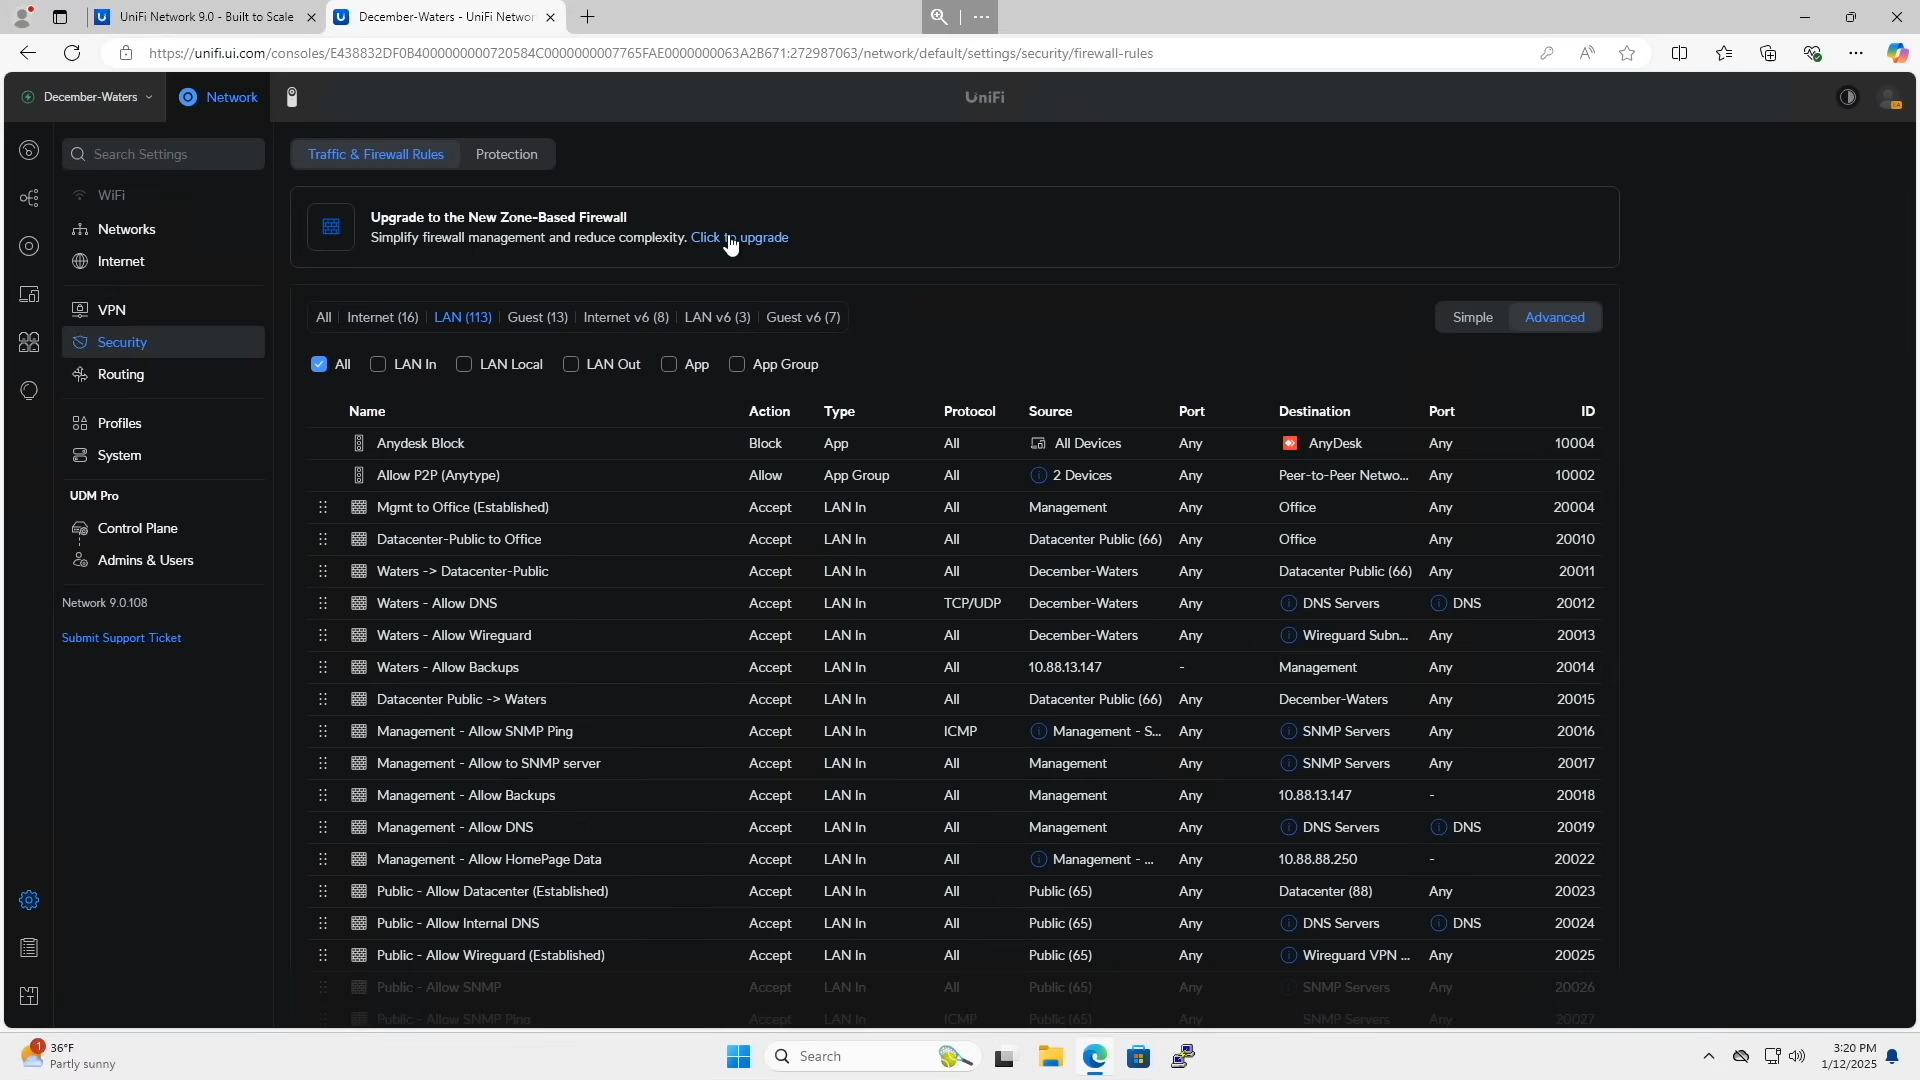 UniFi Network 9.0 - Built to Scale
December-Waters - UniFi Networ
https://unifi.ui.com/consoles/E438832DF0B4000000000720584C0000000007765FAE0000000063A2B671:272987063/network/default/settings/security/firewall-rules
December-Waters
Network
UniFi
Search Settings
WiFi
Networks
Internet
VPN
Security
Routing
Profiles
System
UDM Pro
Control Plane
Admins & Users
Network 9.0.108
Submit Support Ticket
Traffic & Firewall Rules Protection
Upgrade to the New Zone-Based Firewall
Simplify firewall management and reduce complexity. Click to upgrade
All Internet (16) LAN (113) Guest (13) Internet v6 (8) LAN v6 (3) Guest v6 (7) Simple Advanced
All LAN In LAN Local LAN Out App App Group
Name Action Type Protocol Source Port Destination Port ID
Anydesk Block Block App All All Devices Any AnyDesk Any 10004
Allow P2P (Anytype) Allow App Group All 2 Devices Any Peer-to-Peer Netwo... Any 10002
Mgmt to Office (Established) Accept LAN In All Management Any Office Any 20004
Datacenter-Public to Office Accept LAN In All Datacenter Public (66) Any Office Any 20010
Waters -> Datacenter-Public Accept LAN In All December-Waters Any Datacenter Public (66) Any 20011
Waters - Allow DNS Accept LAN In TCP/UDP December-Waters Any DNS Servers DNS 20012
Waters - Allow Wireguard Accept LAN In All December-Waters Any Wireguard Subn... Any 20013
Waters - Allow Backups Accept LAN In All 10.88.13.147 - Management Any 20014
Datacenter Public -> Waters Accept LAN In All Datacenter Public (66) Any December-Waters Any 20015
Management - Allow SNMP Ping Accept LAN In ICMP Management - S... Any SNMP Servers Any 20016
Management - Allow to SNMP server Accept LAN In All Management Any SNMP Servers Any 20017
Management - Allow Backups Accept LAN In All Management Any 10.88.13.147 - 20018
Management - Allow DNS Accept LAN In All Management Any DNS Servers DNS 20019
Management - Allow HomePage Data Accept LAN In All Management - ... Any 10.88.88.250 - 20022
Public - Allow Datacenter (Established) Accept LAN In All Public (65) Any Datacenter (88) Any 20023
Public - Allow Internal DNS Accept LAN In All Public (65) Any DNS Servers DNS 20024
Public - Allow Wireguard (Established) Accept LAN In All Public (65) Any Wireguard VPN ... Any 20025
Public - Allow SNMP Accept LAN In All Public (65) Any SNMP Servers Any 20026
Public - Allow SNMP Ping Accept LAN In ICMP Public (65) Any SNMP Servers Any 20027
1
36°F
Partly sunny
Search
3:20 PM
1/12/2025